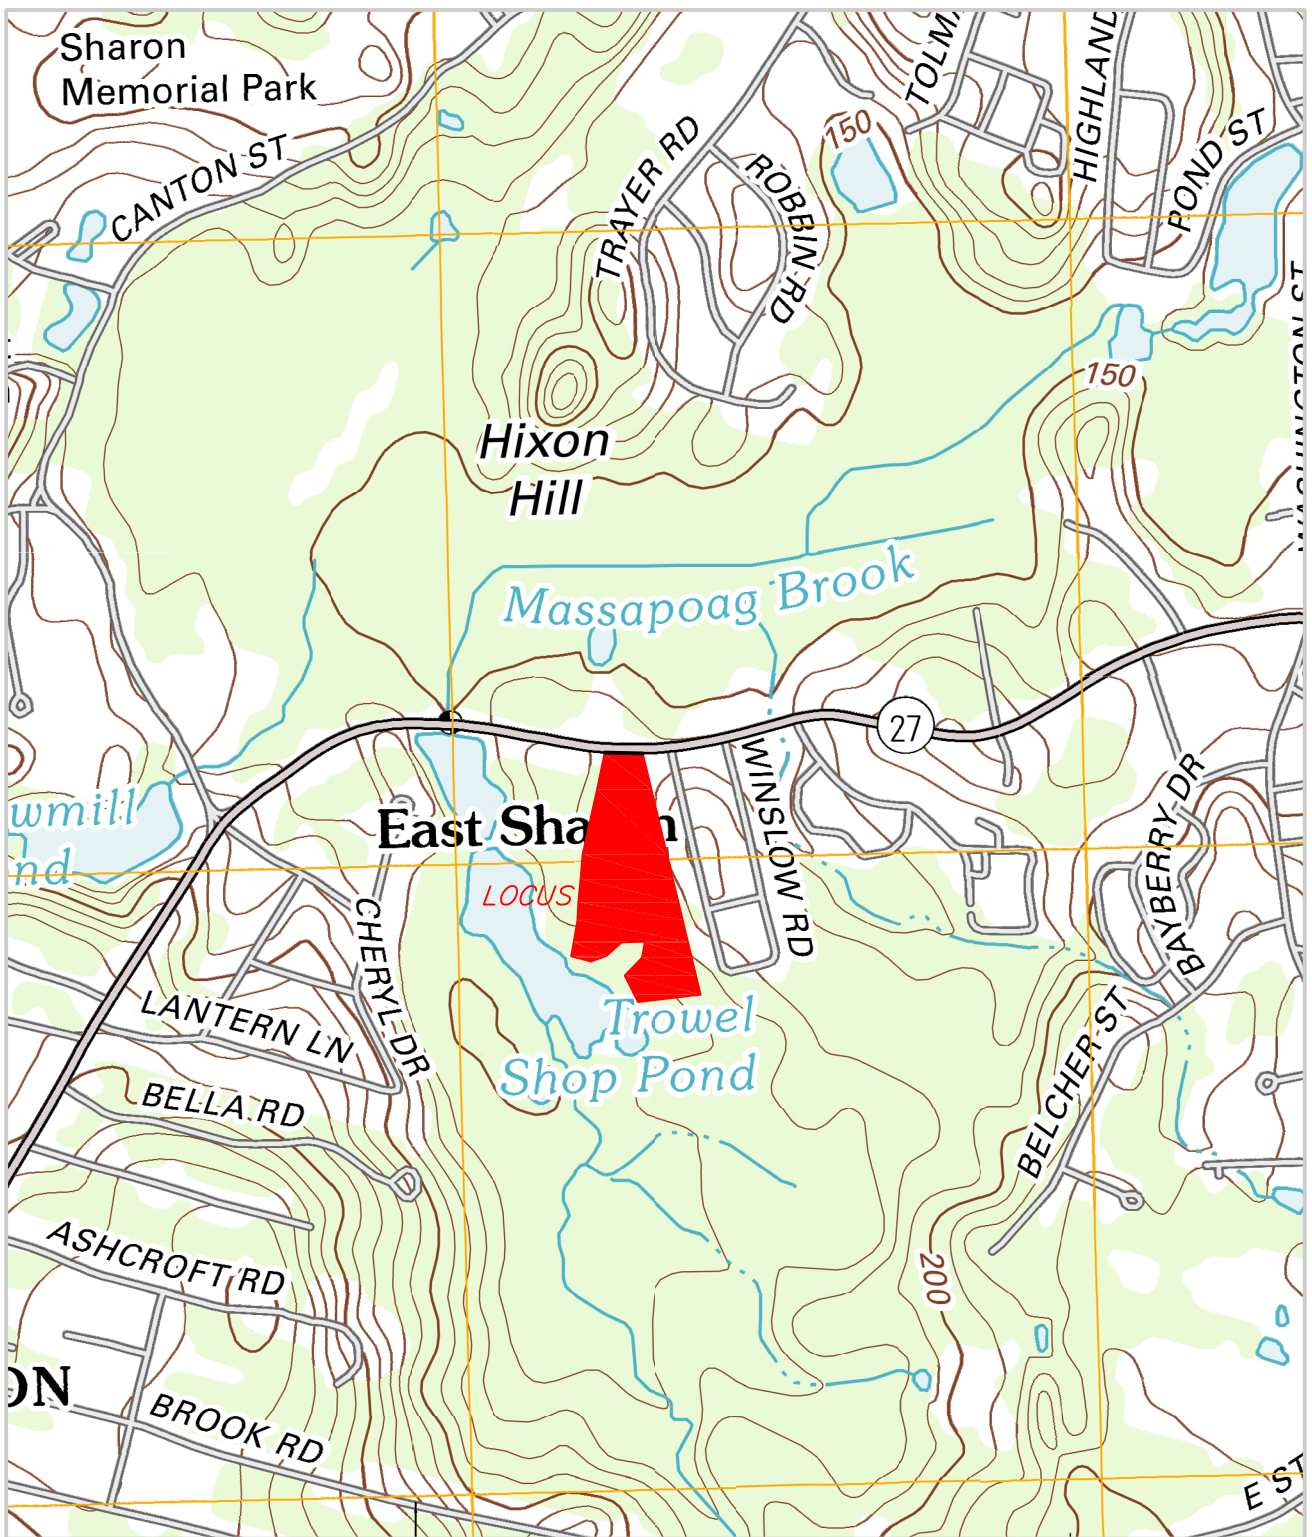 Sharon
Memorial Park
CANTON ST
TRAYER RD
ROBBIN RD
150
TOLM
HIGHLAND
POND ST
WASHINGTON ST
150
Hixon
Hill
Massapoag Brook
27
wmill
nd
East Sha n
LOCUS
WINSLOW RD
BAYBERRY DR
CHERYL DR
LANTERN LN
Trowel
Shop Pond
BELCHER ST
BELLA RD
ASHCROFT RD
200
ON
BROOK RD
E ST